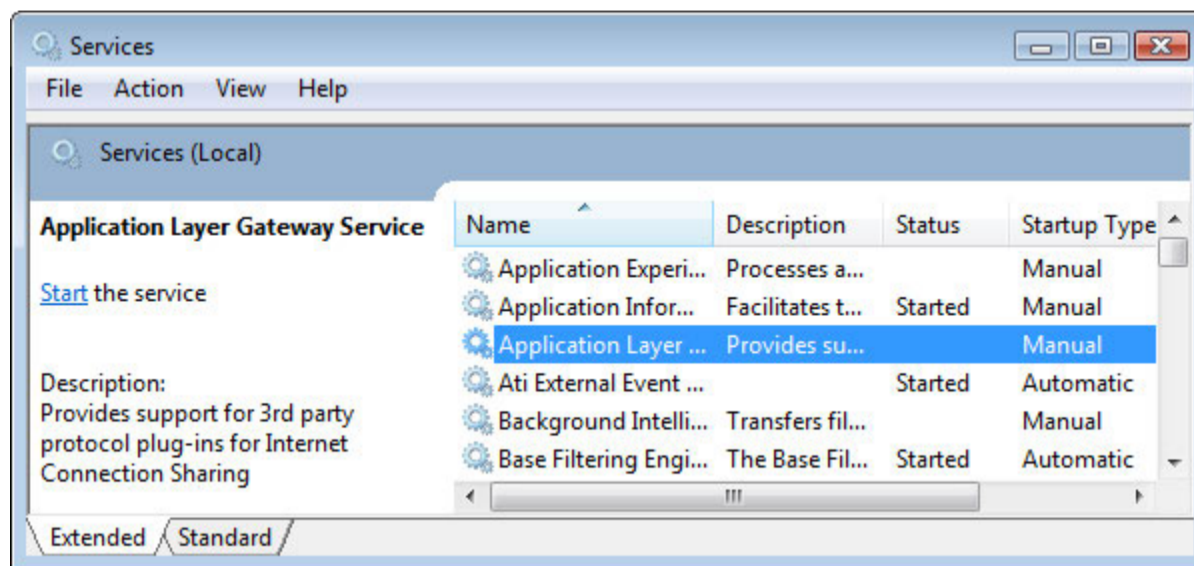 Services
File Action View Help
Services (Local)
Application Layer Gateway Service
Start the service
Description:
Provides support for 3rd party
protocol plug-ins for Internet
Connection Sharing
Name Description Status Startup Type
Application Experi... Processes a... Manual
Application Infor... Facilitates t... Started Manual
Application Layer ... Provides su... Manual
Ati External Event ... Started Automatic
Background Intelli... Transfers fil... Manual
Base Filtering Engi... The Base Fil... Started Automatic
Extended Standard